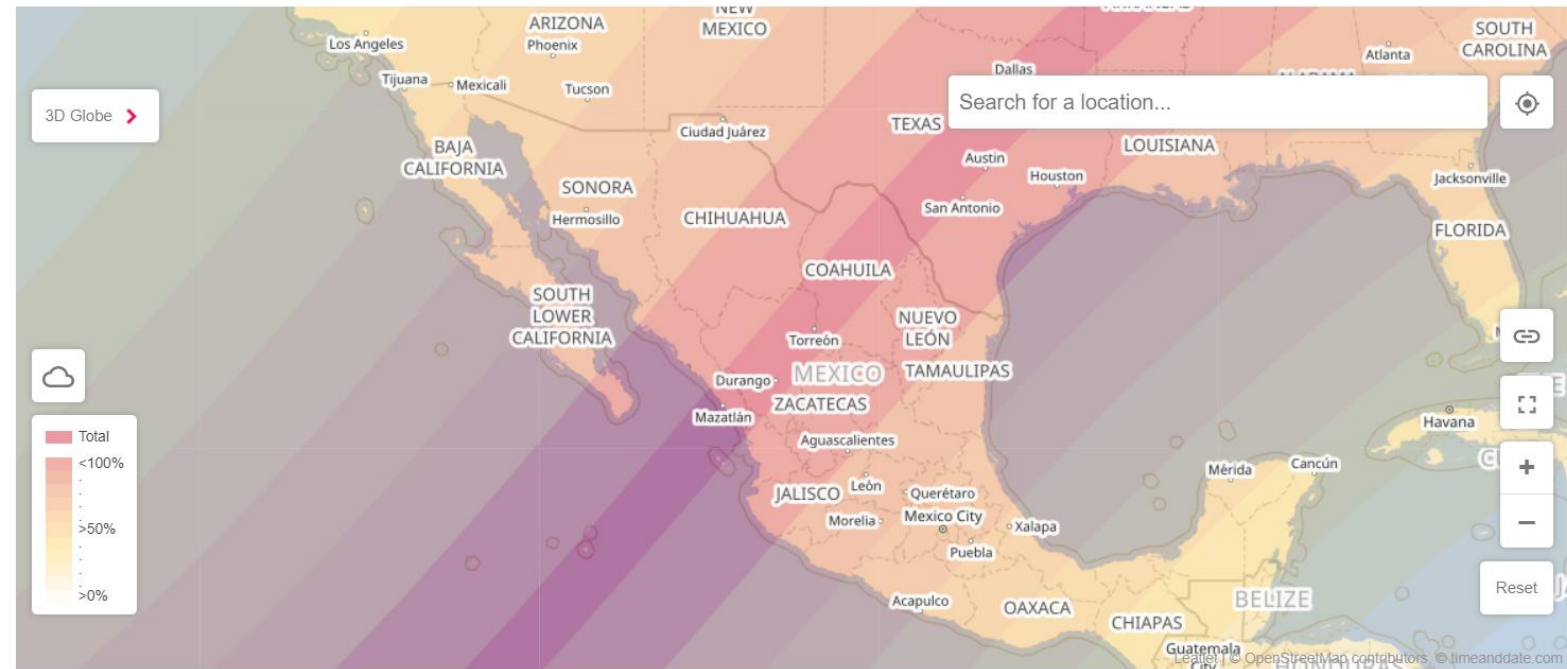 NEW
MEXICO
ARIZONA
Phoenix
Los Angeles
SOUTH
CAROLINA
Atlanta
Dallas
Tijuana
Mexicali
Tucson
3D Globe
Search for a location...
TEXAS
Ciudad Juárez
BAJA
CALIFORNIA
LOUISIANA
Austin
Houston
Jacksonville
SONORA
Hermosillo
CHIHUAHUA
San Antonio
FLORIDA
COAHUILA
SOUTH
LOWER
CALIFORNIA
NUEVO
LEÓN
Torreón
Durango
MEXICO
TAMAULIPAS
ZACATECAS
Mazatlán
Havana
Total
<100%
>50%
>0%
Aguascalientes
Mérida
Cancún
JALISCO
León
Querétaro
Morelia
Mexico City
Xalapa
Puebla
Reset
Acapulco
OAXACA
BELIZE
CHIAPAS
Guatemala
City
HONDURAS
Leaflet | © OpenStreetMap contributors, © timeanddate.com